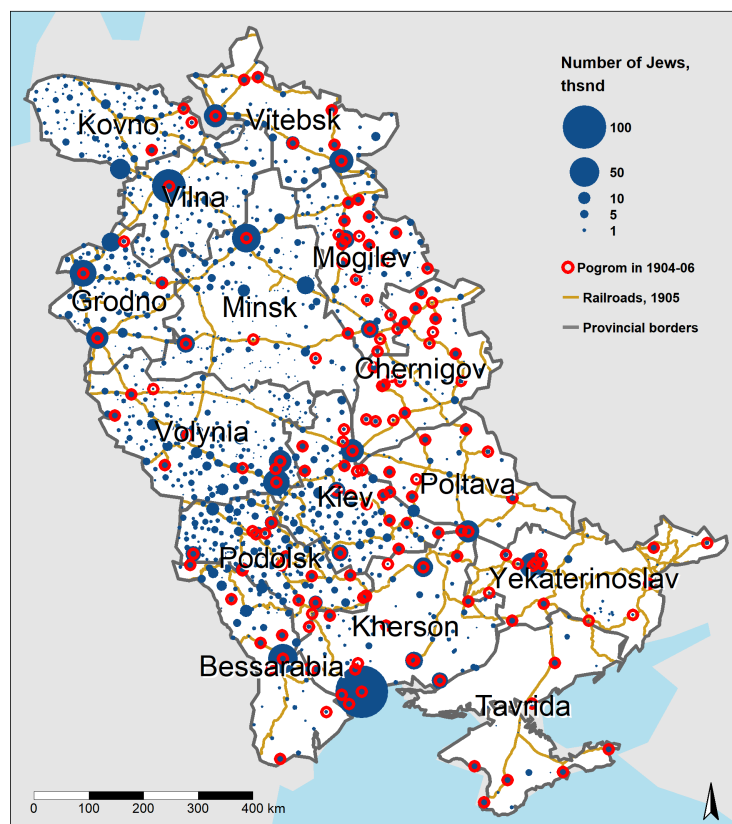 Number of Jews,
thsnd
100
50
10
5
1
Pogrom in 1904-06
Railroads, 1905
Provincial borders
Kovno
Vitebsk
Vilna
Mogilev
Grodno
Minsk
Chernigov
Volynia
Kiev
Poltava
Podolsk
Yekaterinoslav
Kherson
Bessarabia
Tavrida
0 100 200 400 km